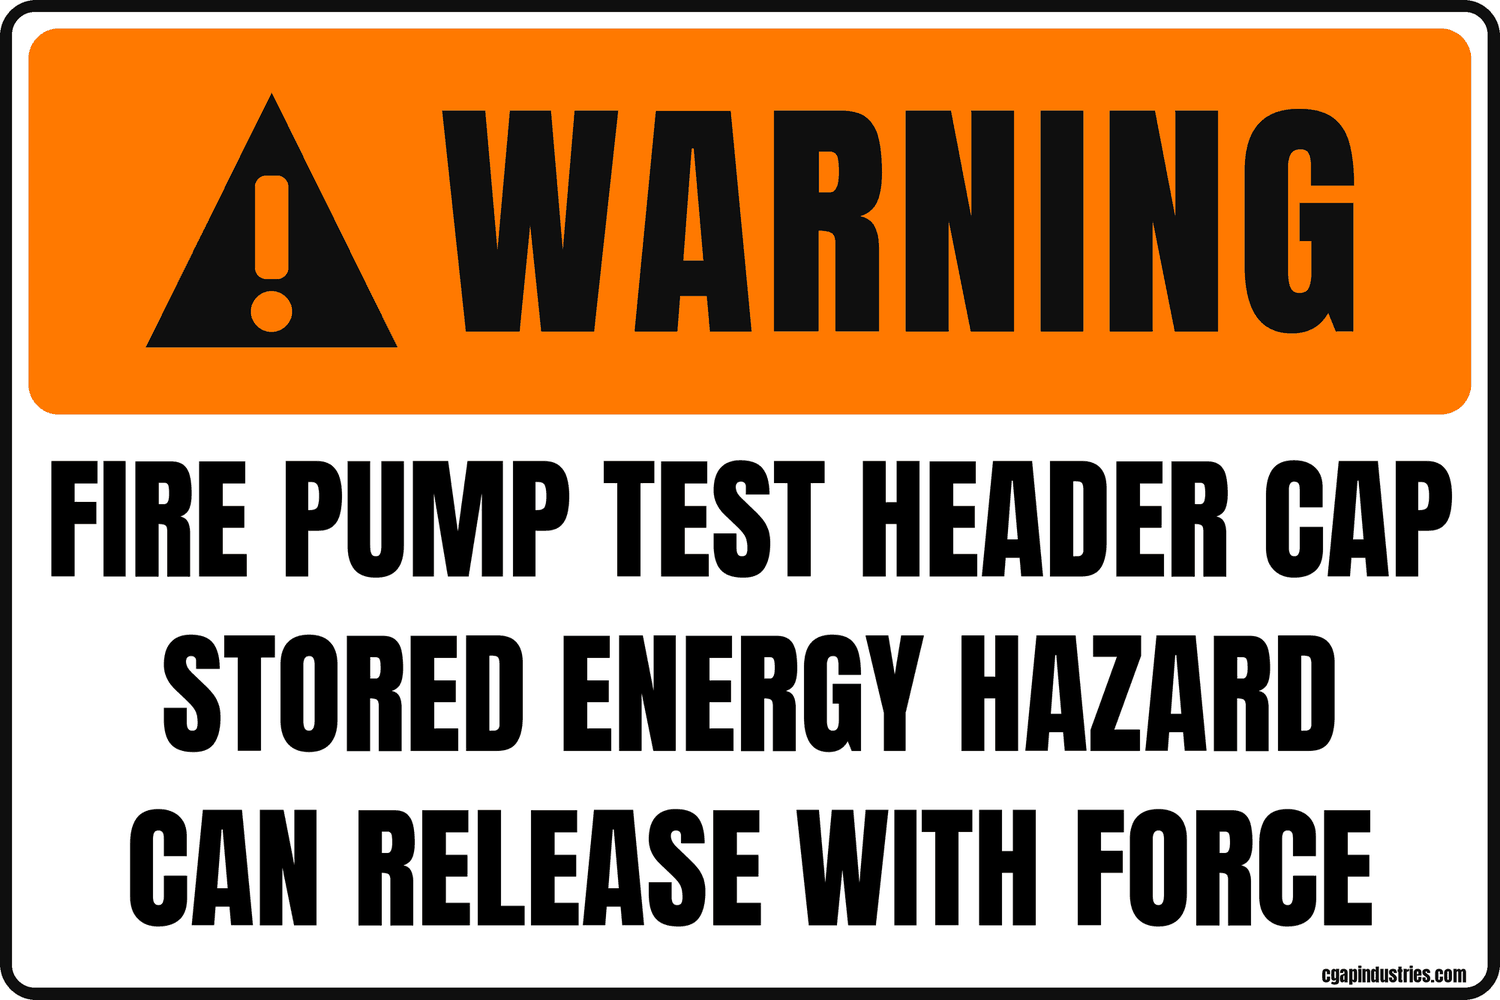 WARNING
FIRE PUMP TEST HEADER CAP
STORED ENERGY HAZARD
CAN RELEASE WITH FORCE
cgapindustries.com